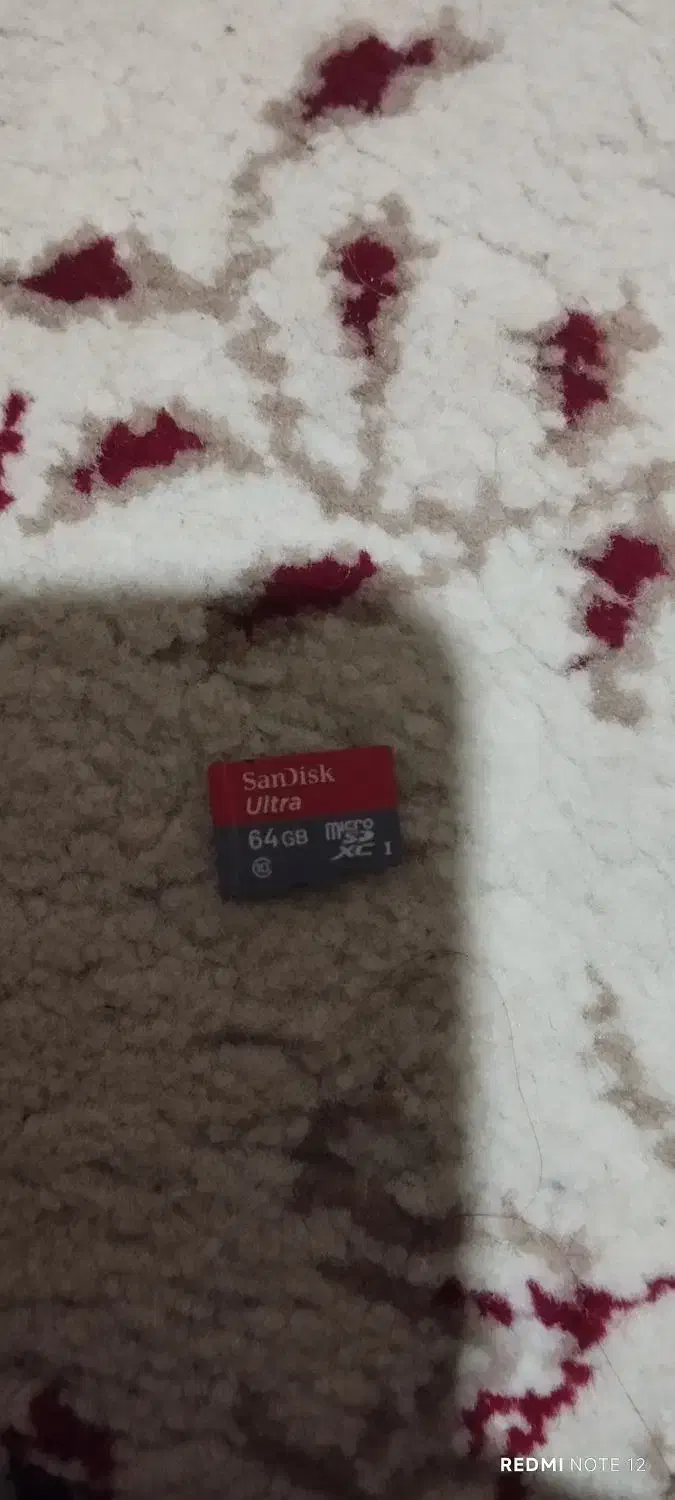 SanDisk
Ultra
64GB micro SD XC I
10
REDMI NOTE 12